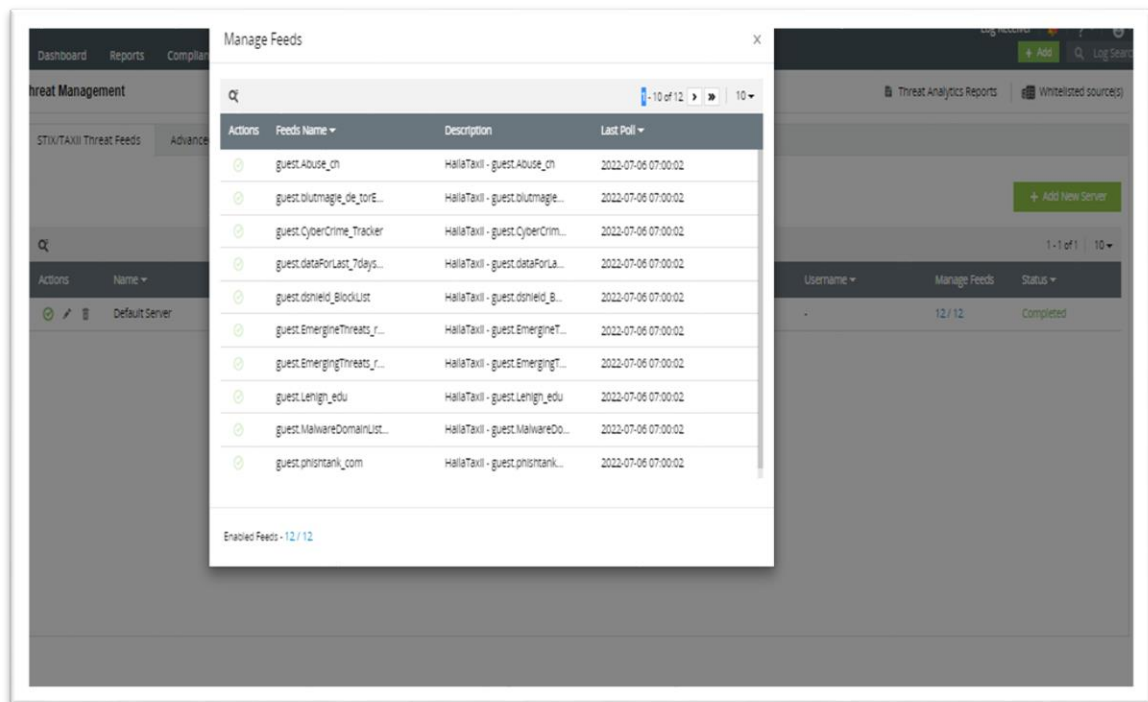 Log Receiver ?
Dashboard Reports Complian
+ Add Log Searc
Manage Feeds X
hreat Management
Threat Analytics Reports Whitelisted source(s)
1 - 10 of 12 > » 10
STIX/TAXII Threat Feeds Advance
Actions Feeds Name Description Last Poll
guest.Abuse_ch HailaTaxII - guest.Abuse_ch 2022-07-06 07:00:02
guest.blutmagie_de_torE... HailaTaxII - guest.blutmagie... 2022-07-06 07:00:02
+ Add New Server
guest.CyberCrime_Tracker HailaTaxII - guest.CyberCrim... 2022-07-06 07:00:02
1 - 1 of 1 10
guest.dataForLast_7days... HailaTaxII - guest.dataForLa... 2022-07-06 07:00:02
Actions Name Username Manage Feeds Status
guest.dshield_BlockList HailaTaxII - guest.dshield_B... 2022-07-06 07:00:02
Default Server - 12 / 12 Completed
guest.EmergineThreats_r... HailaTaxII - guest.EmergineT... 2022-07-06 07:00:02
guest.EmergingThreats_r... HailaTaxII - guest.EmergingT... 2022-07-06 07:00:02
guest.Lehigh_edu HailaTaxII - guest.Lehigh_edu 2022-07-06 07:00:02
guest.MalwareDomainList... HailaTaxII - guest.MalwareDo... 2022-07-06 07:00:02
guest.phishtank_com HailaTaxII - guest.phishtank... 2022-07-06 07:00:02
Enabled Feeds - 12 / 12